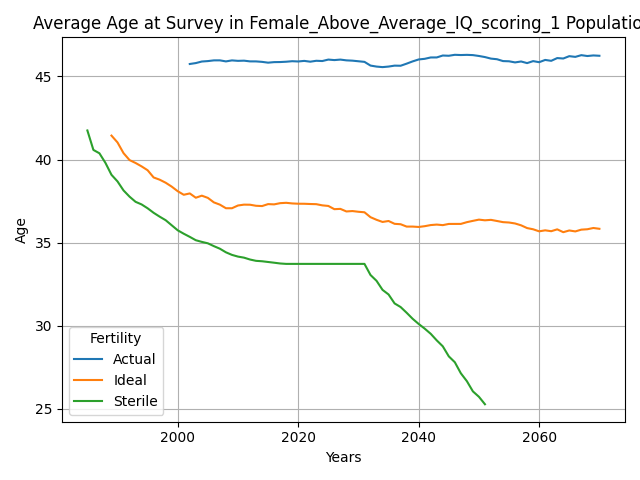 Average Age at Survey in Female_Above_Average_IQ_scoring_1 Populatio
45
40
35
30
25
Age
Fertility
Actual
Ideal
Sterile
2000 2020 2040 2060
Years